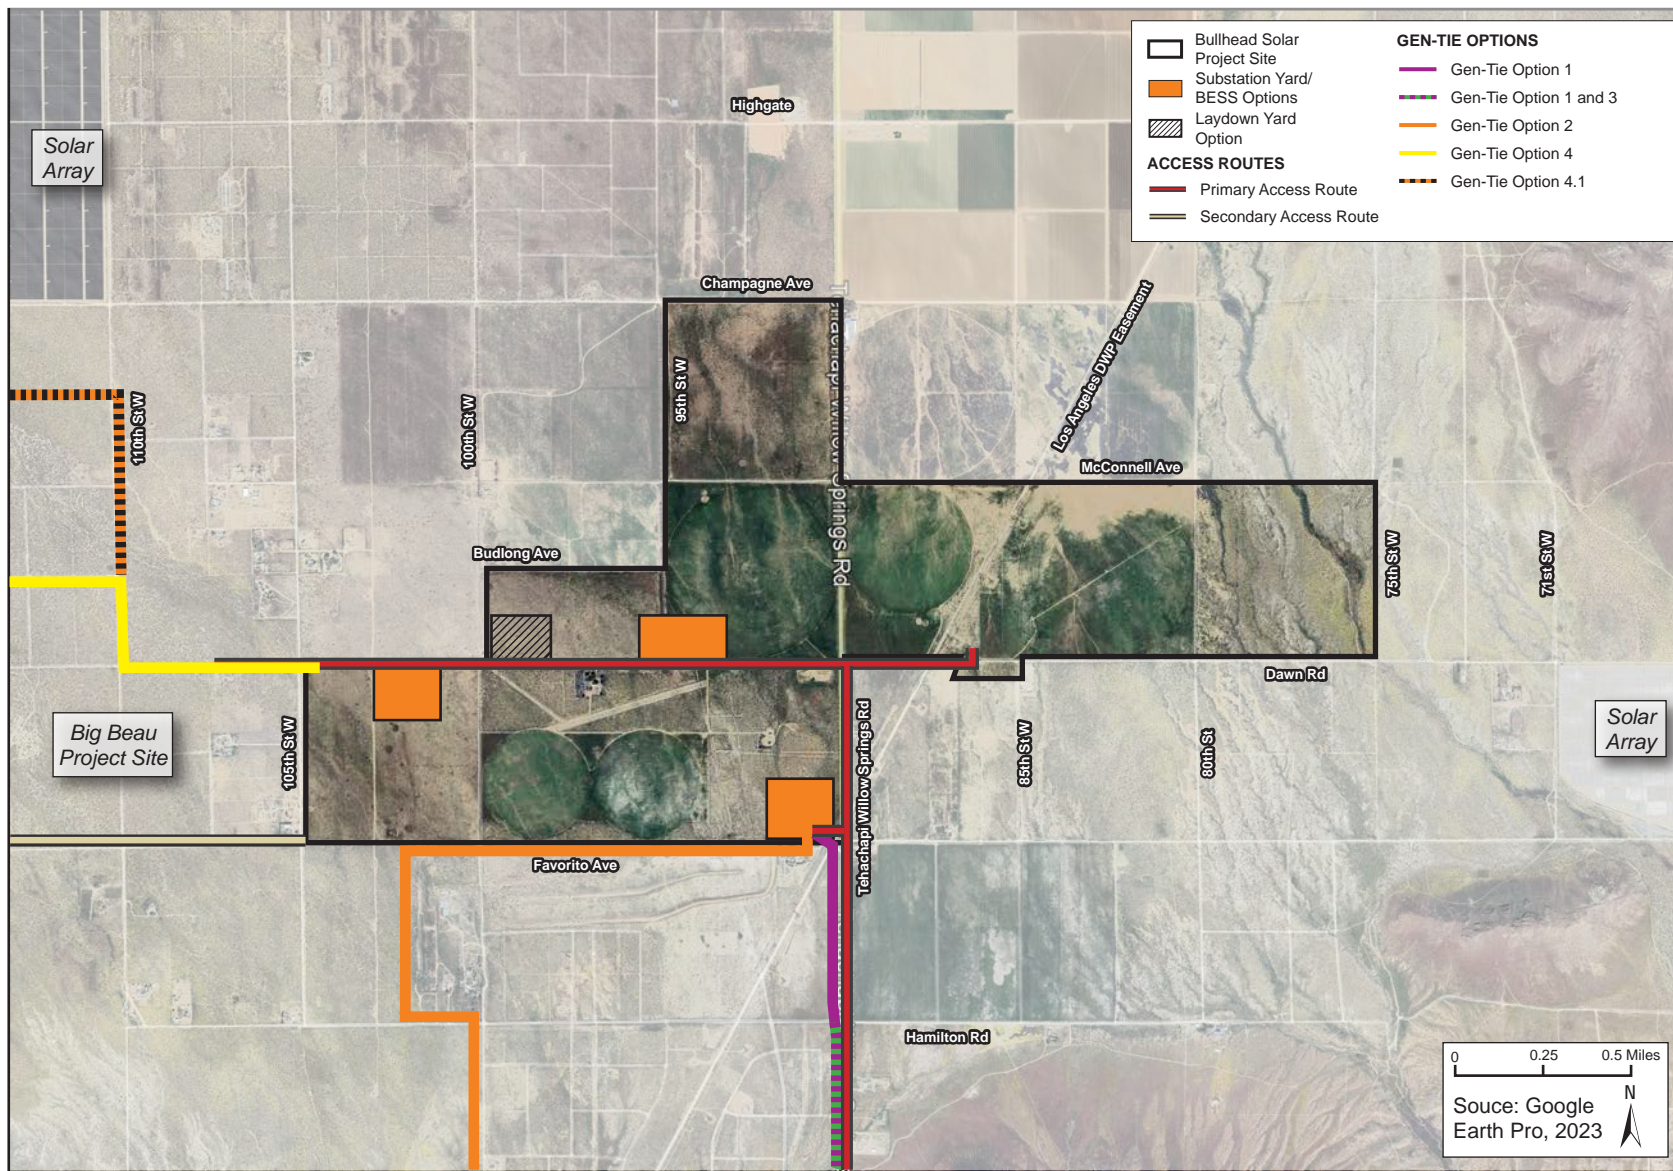 Bullhead Solar
Project Site
Substation Yard/
BESS Options
Laydown Yard
Option
ACCESS ROUTES
Primary Access Route
Secondary Access Route
GEN-TIE OPTIONS
Gen-Tie Option 1
Gen-Tie Option 1 and 3
Gen-Tie Option 2
Gen-Tie Option 4
Gen-Tie Option 4.1
Highgate
Solar
Array
Champagne Ave
Tehachapi Willow Springs Rd
Los Angeles DWP Easement
95th St W
110th St W
100th St W
McConnell Ave
Budlong Ave
75th St W
71st St W
Dawn Rd
Big Beau
Project Site
105th St W
Tehachapi Willow Springs Rd
85th St W
80th St
Solar
Array
Favorito Ave
Hamilton Rd
0 0.25 0.5 Miles
N
Souce: Google
Earth Pro, 2023